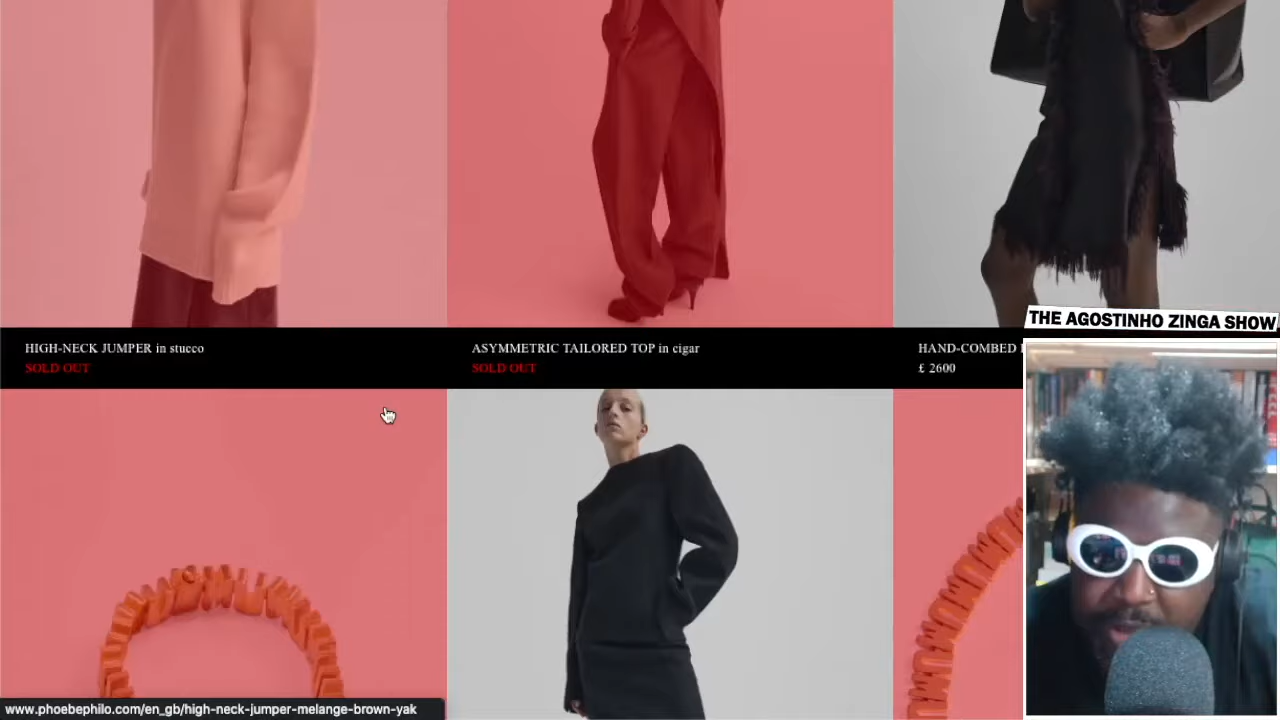 HIGH-NECK JUMPER in stucco
SOLD OUT
ASYMMETRIC TAILORED TOP in cigar
SOLD OUT
HAND-COMBED
£ 2600
THE AGOSTINHO ZINGA SHOW
MUMUMUMU
www.phoebephilo.com/en_gb/high-neck-jumper-melange-brown-yak